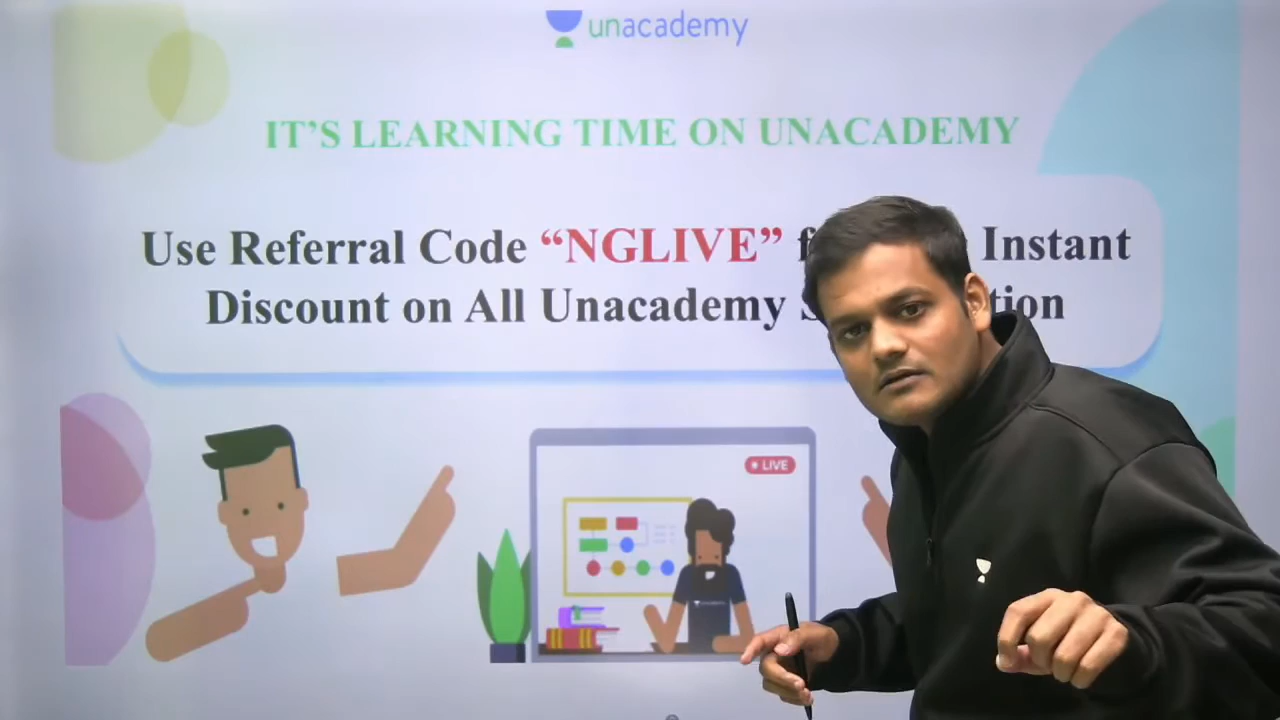 unacademy
IT'S LEARNING TIME ON UNACADEMY
Use Referral Code “NGLIVE” Instant
Discount on All Unacademy
LIVE